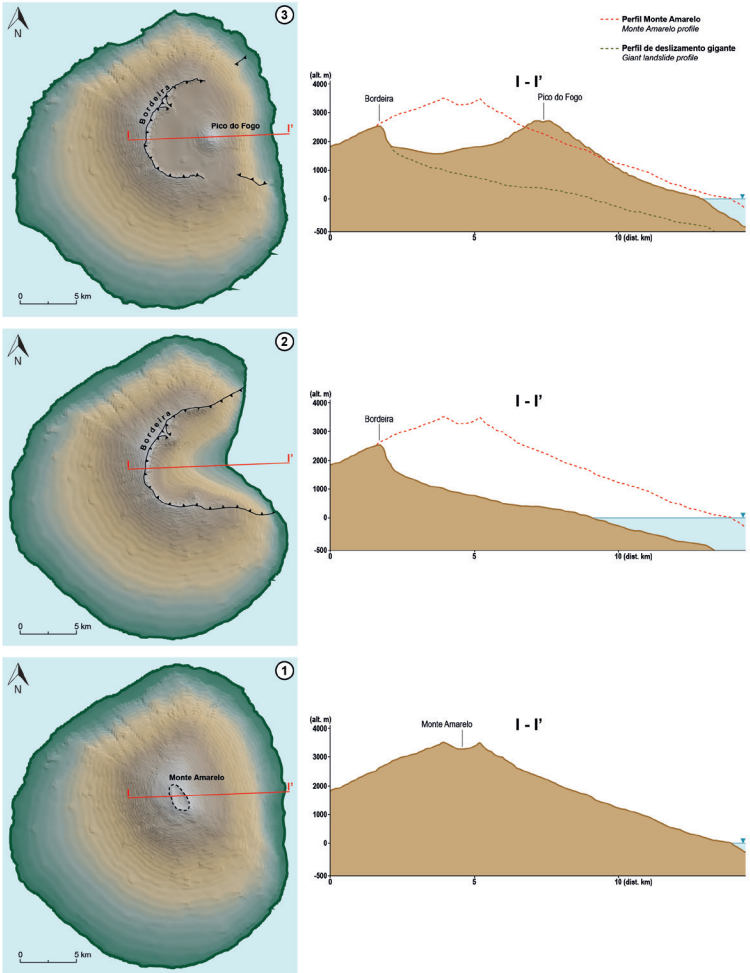 N
3
Bordeira
Pico do Fogo
I
I'
0 5 km
Perfil Monte Amarelo
Monte Amarelo profile
Perfil de deslizamento gigante
Giant landslide profile
I - I'
(alt. m)
4000
3000
2000
1000
0
-500
Bordeira
Pico do Fogo
0 5 10 (dist. km)
N
2
Bordeira
I
I'
0 5 km
I - I'
(alt. m)
4000
3000
2000
1000
0
-500
Bordeira
0 5 10 (dist. km)
N
1
Monte Amarelo
I
I'
0 5 km
I - I'
(alt. m)
4000
3000
2000
1000
0
-500
Monte Amarelo
0 5 10 (dist. km)